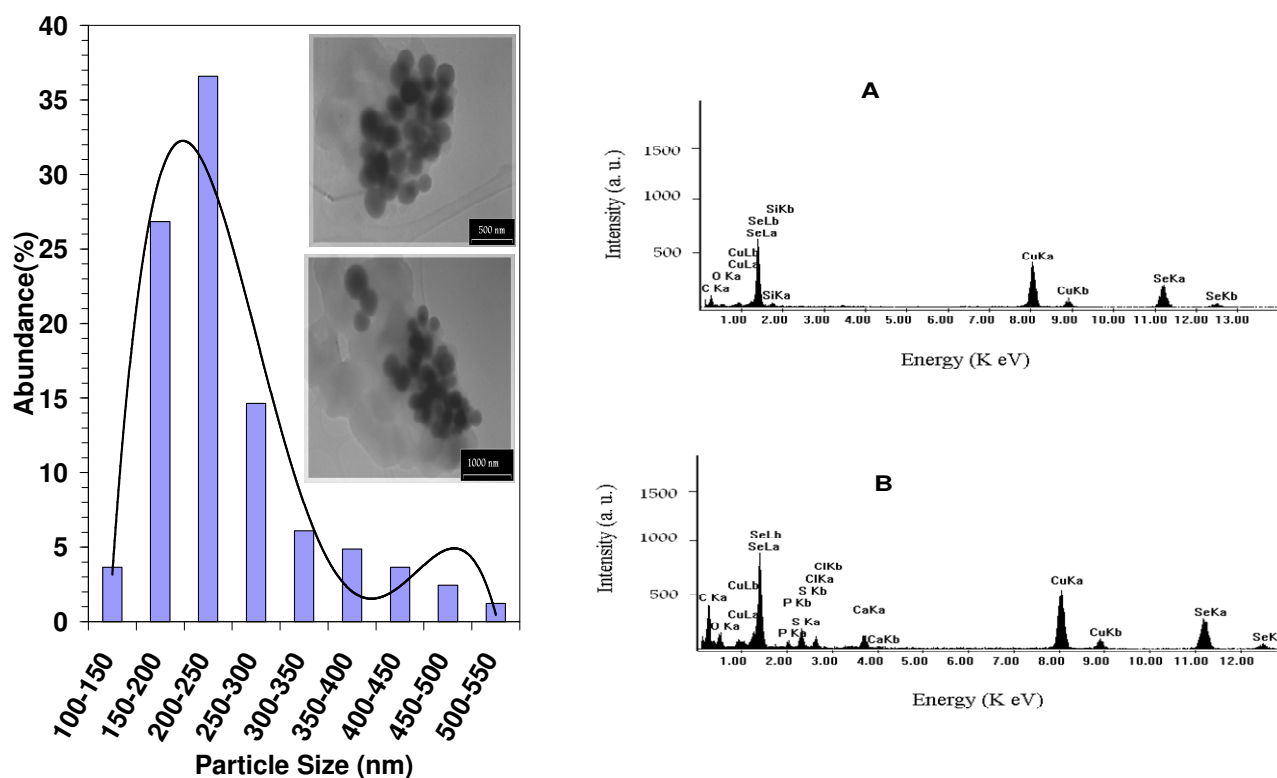 40
35
30
25
20
15
10
5
0
Abundance(%)
100-150
150-200
200-250
250-300
300-350
350-400
400-450
450-500
500-550
Particle Size (nm)
500 nm
1000 nm
A
1500
1000
500
Intensity (a. u.)
SiKb
SeLb
SeLa
CuLb
CuLa
O Ka
C Ka
SiKa
CuKa
CuKb
SeKa
SeKb
1.00 2.00 3.00 4.00 5.00 6.00 7.00 8.00 9.00 10.00 11.00 12.00 13.00
Energy (K eV)
B
1500
1000
500
Intensity (a. u.)
SeLb
SeLa
CuLb
C Ka
CuLa
O Ka
ClKb
ClKa
S Kb
P Kb
S Ka
P Ka
CaKa
CaKb
CuKa
CuKb
SeKa
SeK
1.00 2.00 3.00 4.00 5.00 6.00 7.00 8.00 9.00 10.00 11.00 12.00
Energy (K eV)